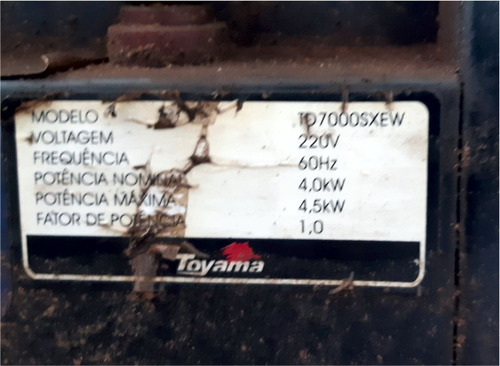 MODELO TD7000SXEW
VOLTAGEM 220V
FREQUÊNCIA 60Hz
POTÊNCIA NOMINAL 4,0kW
POTÊNCIA MÁXIMA 4,5kW
FATOR DE POTÊNCIA 1,0
Toyama